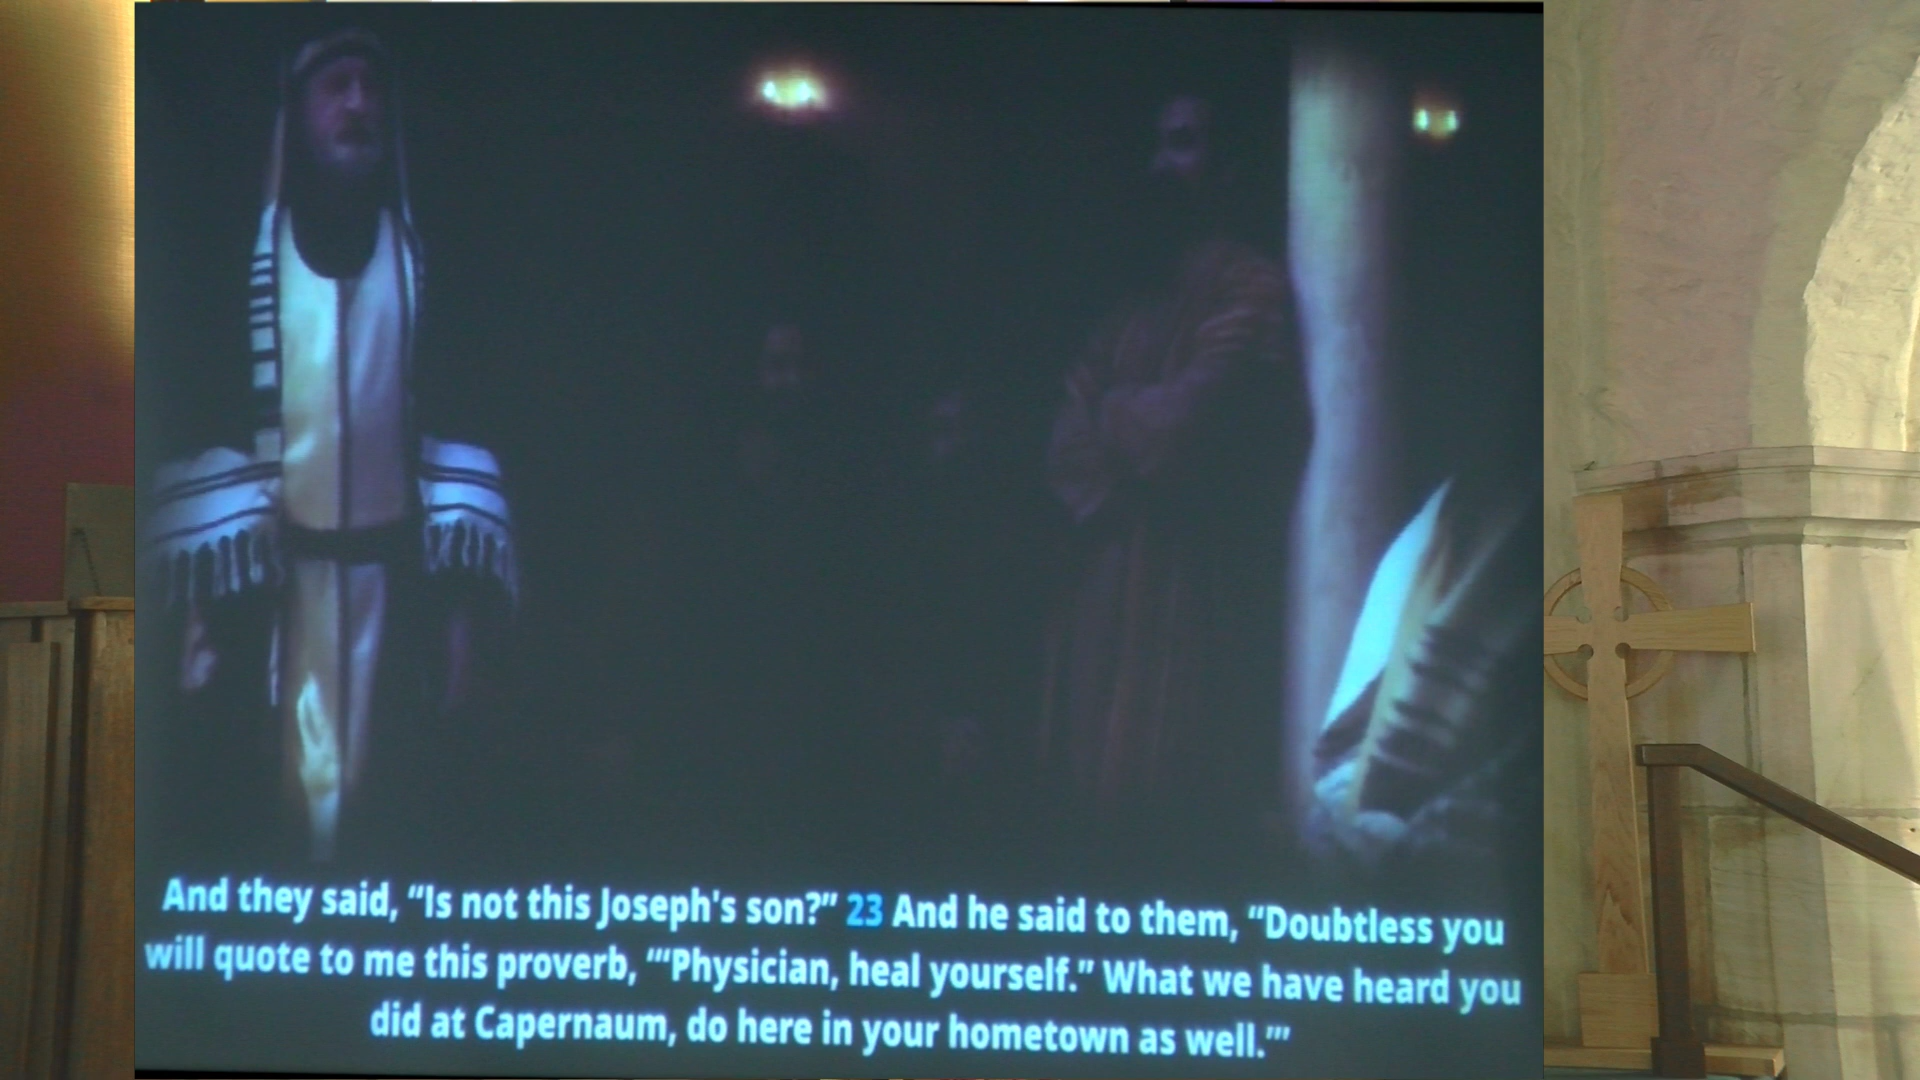 And they said, “Is not this Joseph's son?” 23 And he said to them, “Doubtless you
will quote to me this proverb, “‘Physician, heal yourself.” What we have heard you
did at Capernaum, do here in your hometown as well.”’